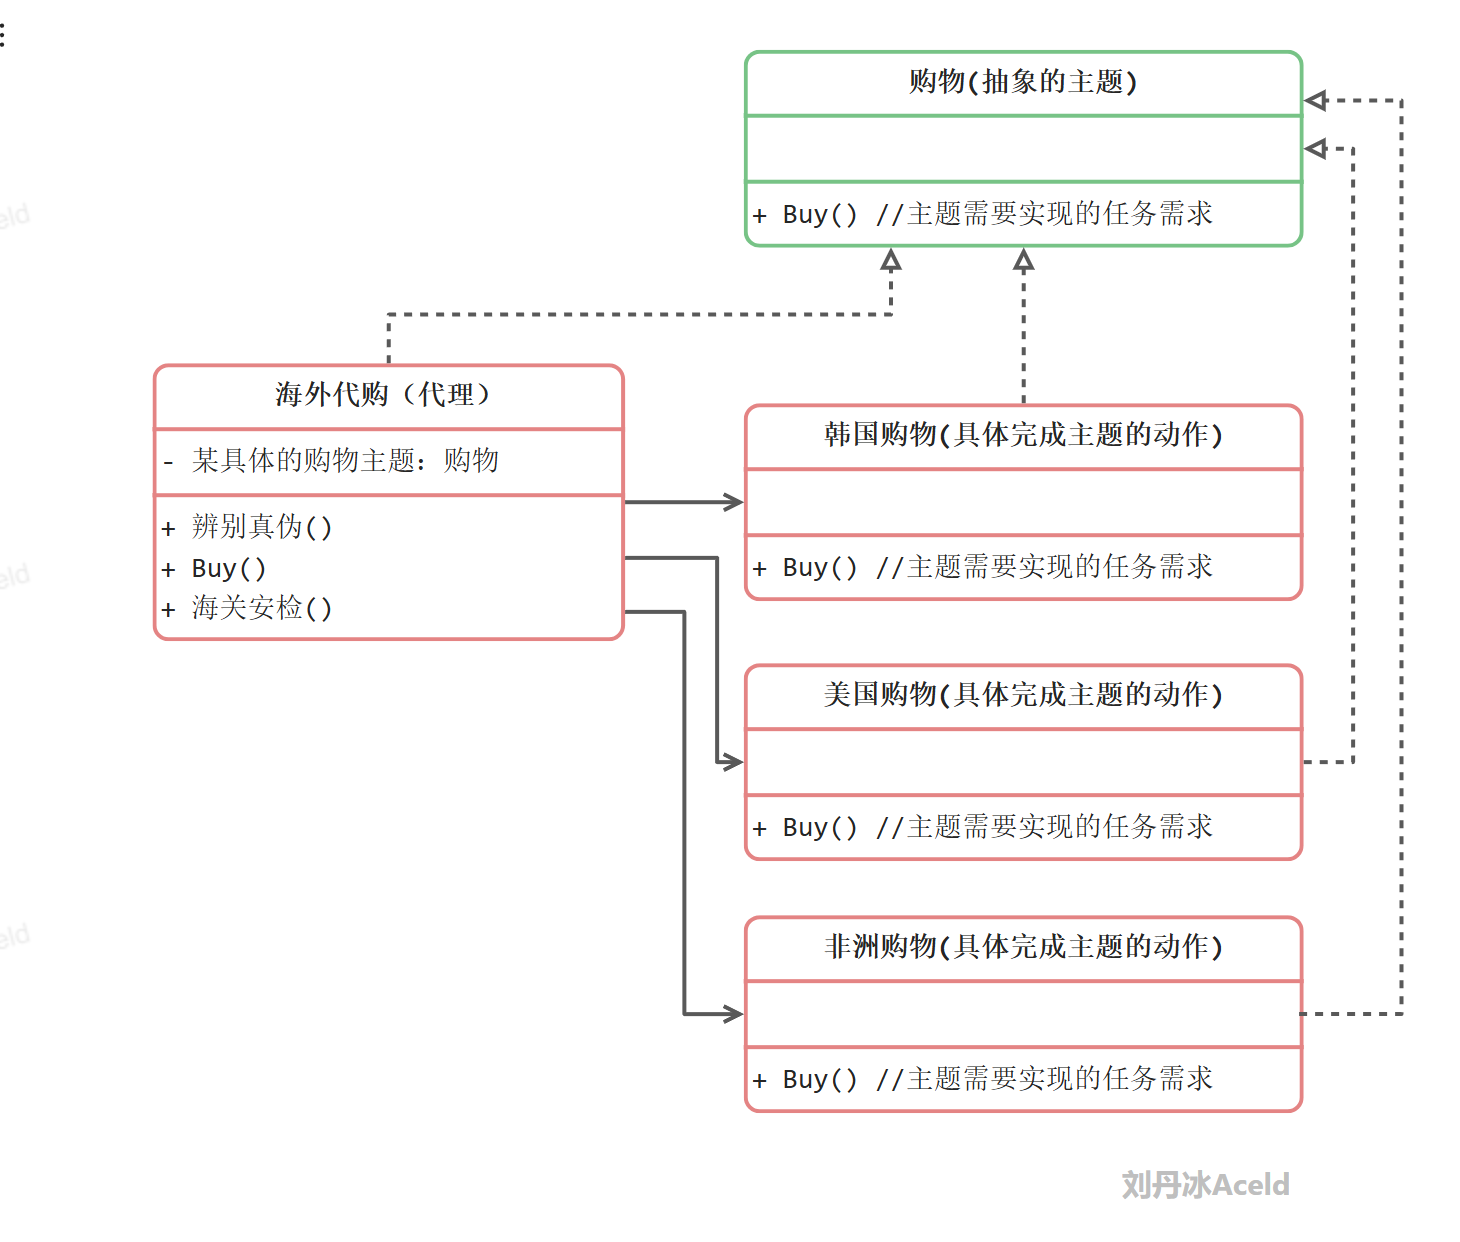 购物(抽象的主题)
+ Buy() //主题需要实现的任务需求
海外代购（代理）
- 某具体的购物主题：购物
+ 辨别真伪()
+ Buy()
+ 海关安检()
韩国购物(具体完成主题的动作)
+ Buy() //主题需要实现的任务需求
美国购物(具体完成主题的动作)
+ Buy() //主题需要实现的任务需求
非洲购物(具体完成主题的动作)
+ Buy() //主题需要实现的任务需求
刘丹冰Aceld
eld
eld
eld